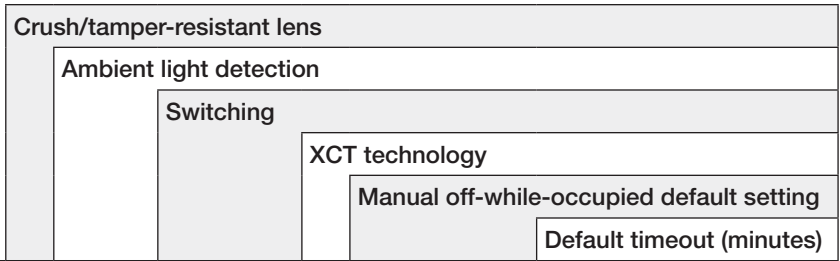 Crush/tamper-resistant lens
Ambient light detection
Switching
XCT technology
Manual off-while-occupied default setting
Default timeout (minutes)